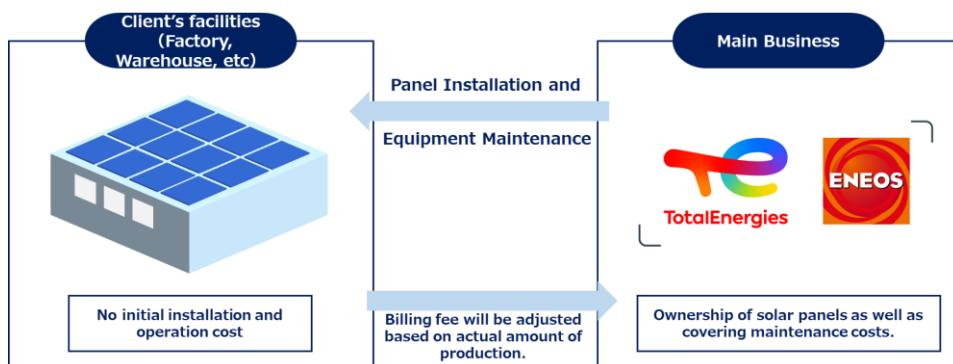 Client's facilities
(Factory,
Warehouse, etc)
Main Business
Panel Installation and
Equipment Maintenance
TotalEnergies
ENEOS
No initial installation and
operation cost
Billing fee will be adjusted
based on actual amount of
production.
Ownership of solar panels as well as
covering maintenance costs.